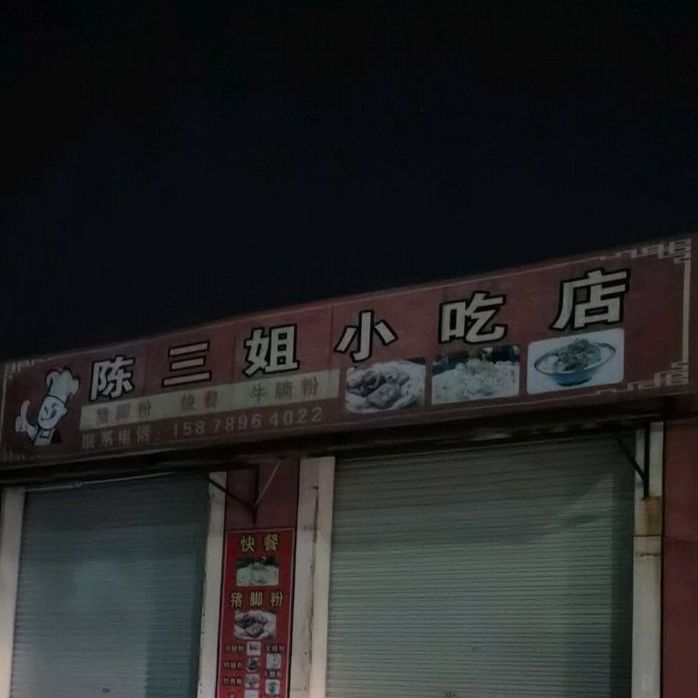 陈三姐小吃店
猪脚粉 快餐 牛腩粉
联系电话：15878964022
快餐
猪脚粉